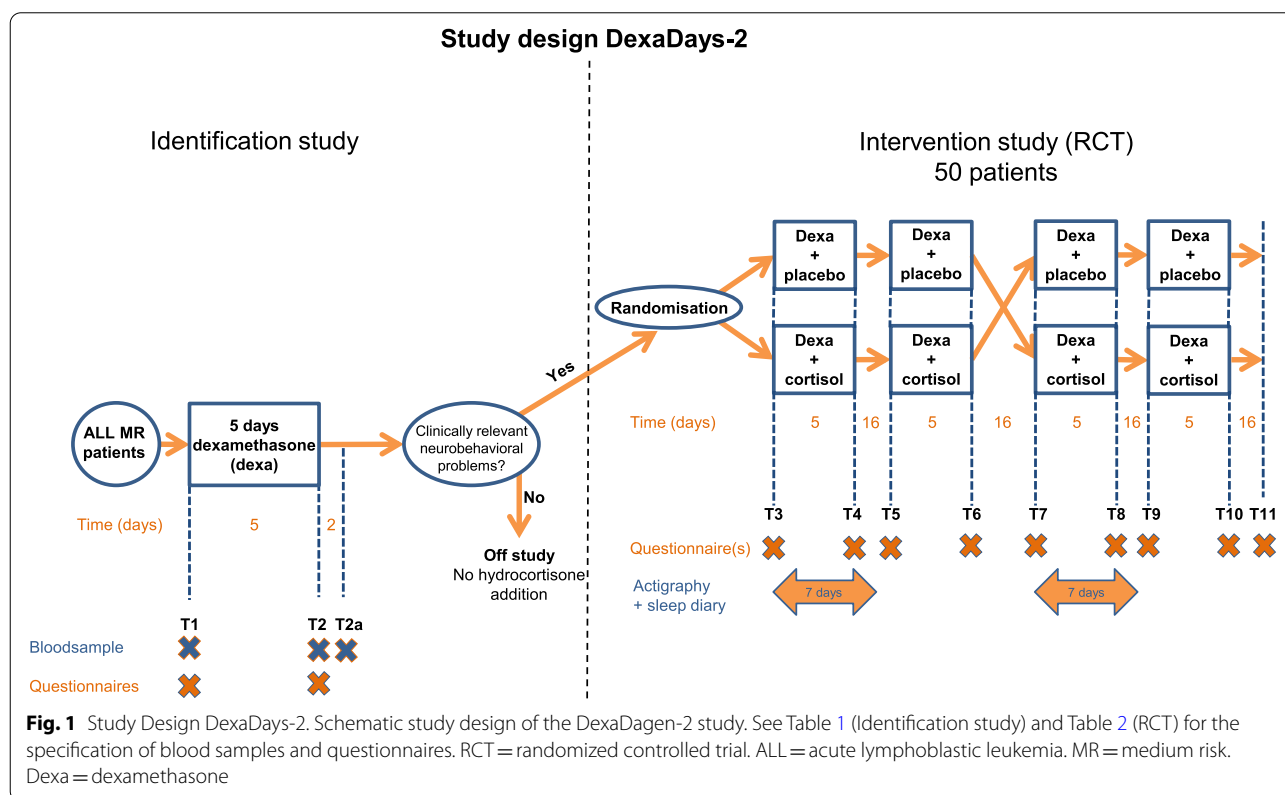 Study design DexaDays-2
Identification study
Intervention study (RCT)
50 patients
ALL MR
patients
5 days
dexamethasone
(dexa)
Clinically relevant
neurobehavioral
problems?
Yes
No
Off study
No hydrocortisone
addition
Time (days)
5
2
T1
T2
T2a
Bloodsample
Questionnaires
Randomisation
Dexa
+
placebo
Dexa
+
placebo
Dexa
+
placebo
Dexa
+
placebo
Dexa
+
cortisol
Dexa
+
cortisol
Dexa
+
cortisol
Dexa
+
cortisol
Time (days)
5
16
5
16
5
16
5
16
T3
T4
T5
T6
T7
T8
T9
T10
T11
Questionnaire(s)
Actigraphy
+ sleep diary
7 days
7 days
Fig. 1 Study Design DexaDays-2. Schematic study design of the DexaDagen-2 study. See Table 1 (Identification study) and Table 2 (RCT) for the
specification of blood samples and questionnaires. RCT = randomized controlled trial. ALL = acute lymphoblastic leukemia. MR = medium risk.
Dexa = dexamethasone